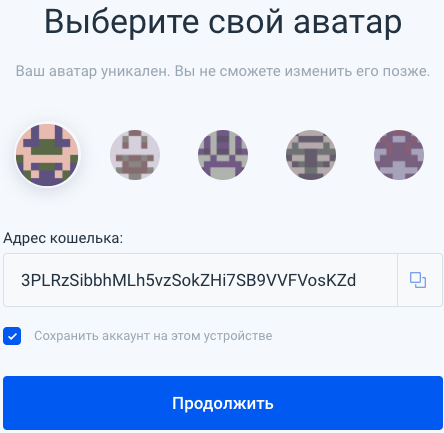 Выберите свой аватар
Ваш аватар уникален. Вы не сможете изменить его позже.
Адрес кошелька:
3PLRzSibbhMLh5vzSokZHi7SB9VVFVosKZd
Сохранить аккаунт на этом устройстве
Продолжить